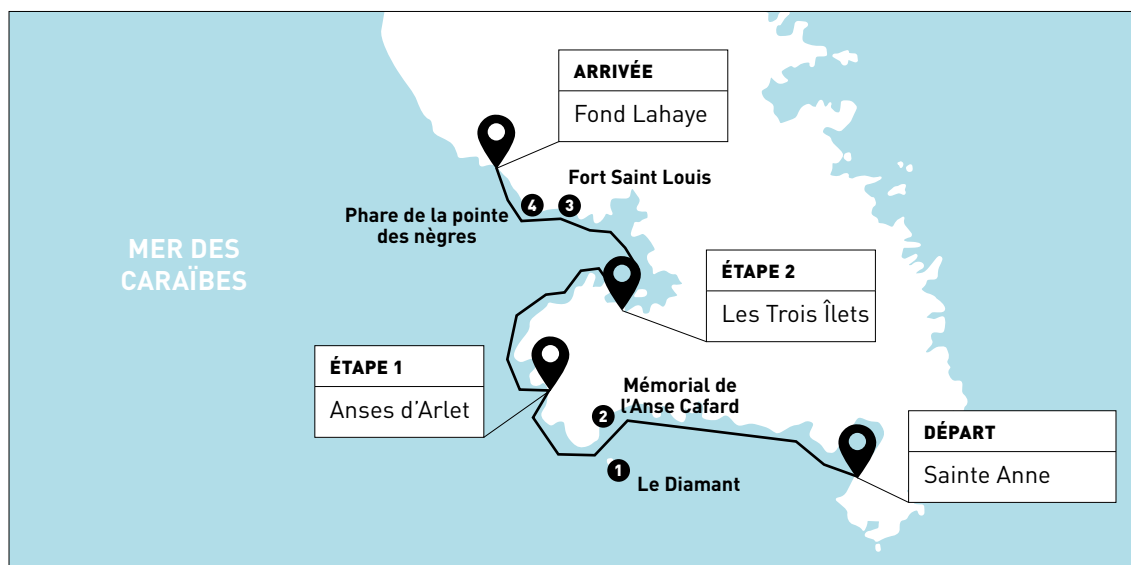 ARRIVÉE
Fond Lahaye
Fort Saint Louis
4
3
Phare de la pointe
des nègres
MER DES
CARAÏBES
ÉTAPE 2
Les Trois Îlets
ÉTAPE 1
Anses d’Arlet
Mémorial de
l’Anse Cafard
2
DÉPART
Sainte Anne
1
Le Diamant